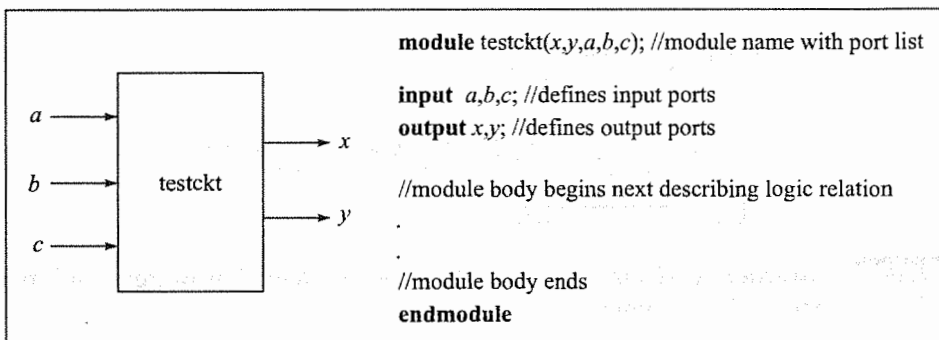 a
b
c
testckt
x
y
module testckt(x,y,a,b,c); //module name with port list
input a,b,c; //defines input ports
output x,y; //defines output ports
//module body begins next describing logic relation
.
.
//module body ends
endmodule